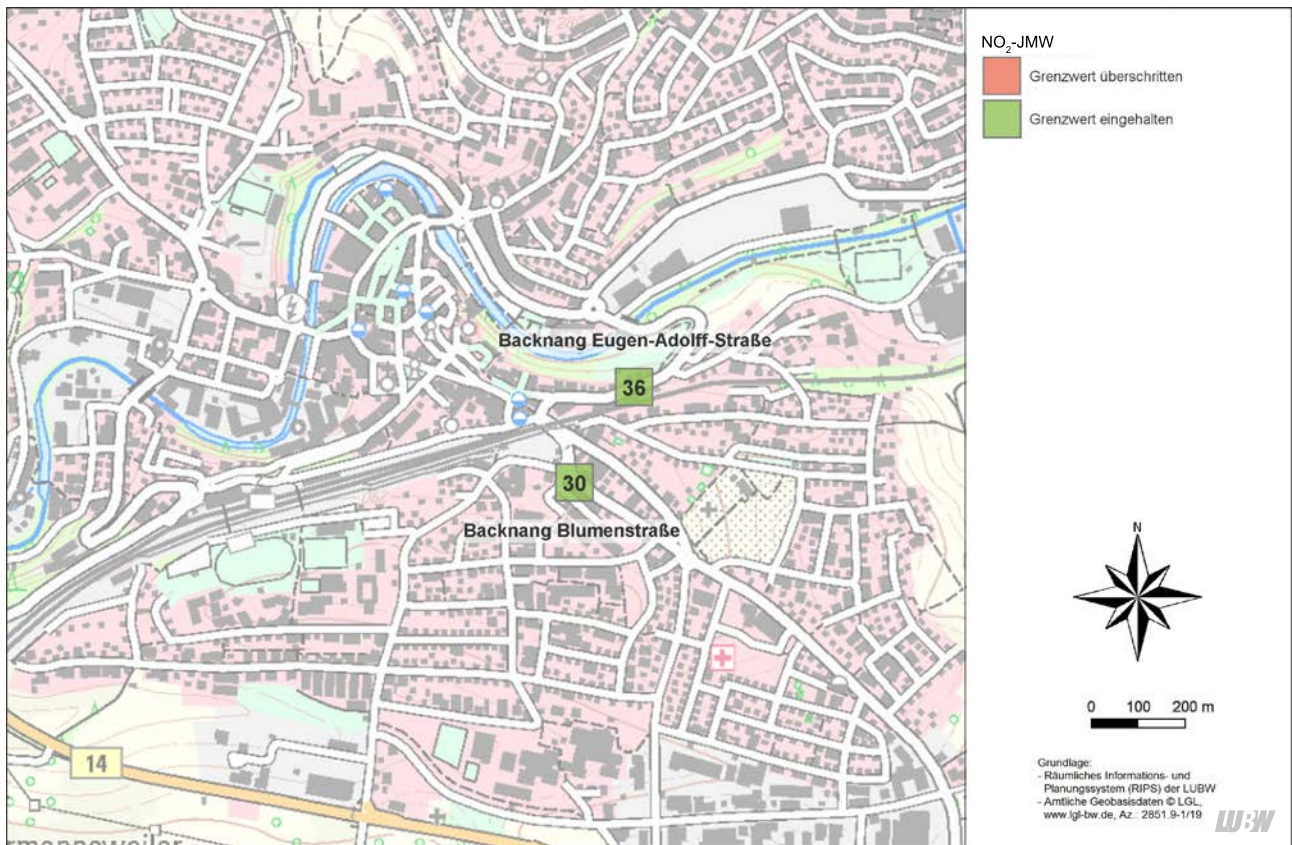 NO₂-JMW
Grenzwert überschritten
Grenzwert eingehalten
Backnang Eugen-Adolff-Straße
36
30
Backnang Blumenstraße
14
N
0 100 200 m
Grundlage:
- Räumliches Informations- und
Planungssystem (RIPS) der LUBW
- Amtliche Geobasisdaten © LGL,
www.lgl-bw.de, Az.: 2851.9-1/19
LUBW